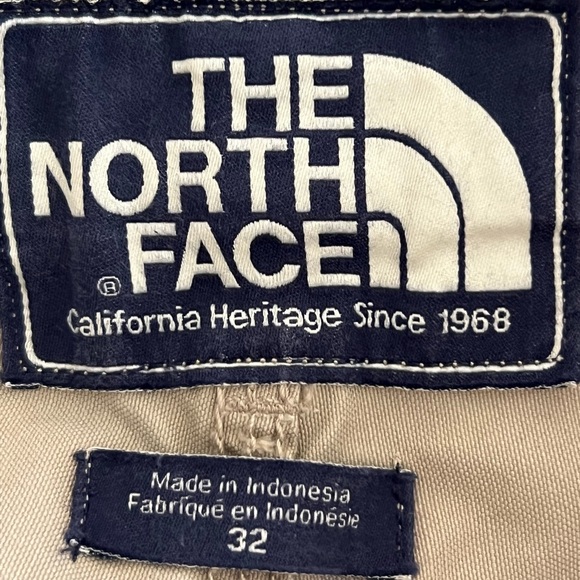 THE
NORTH
® FACE
California Heritage Since 1968
Made in Indonesia
Fabriqué en Indonésie
32